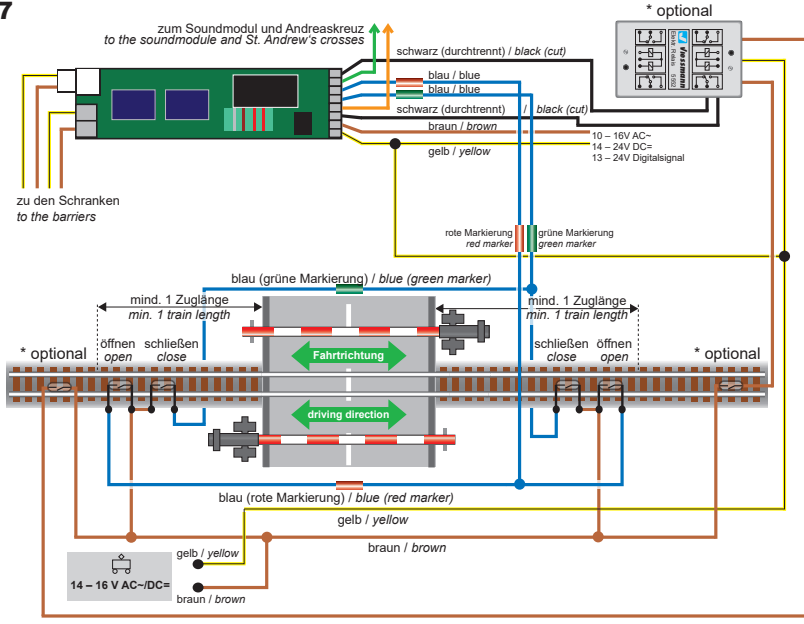 7
* optional
zum Soundmodul und Andreaskreuz
to the soundmodule and St. Andrew's crosses
schwarz (durchtrennt) / black (cut)
blau / blue
blau / blue
schwarz (durchtrennt) / black (cut)
braun / brown
gelb / yellow
viessmann
Elektr. Relais 5552
10 – 16V AC~
14 – 24V DC=
13 – 24V Digitalsignal
zu den Schranken
to the barriers
rote Markierung
red marker
grüne Markierung
green marker
blau (grüne Markierung) / blue (green marker)
mind. 1 Zuglänge
min. 1 train length
mind. 1 Zuglänge
min. 1 train length
* optional
öffnen
open
schließen
close
Fahrtrichtung
driving direction
schließen
close
öffnen
open
* optional
blau (rote Markierung) / blue (red marker)
gelb / yellow
braun / brown
gelb / yellow
14 – 16 V AC~/DC=
braun / brown